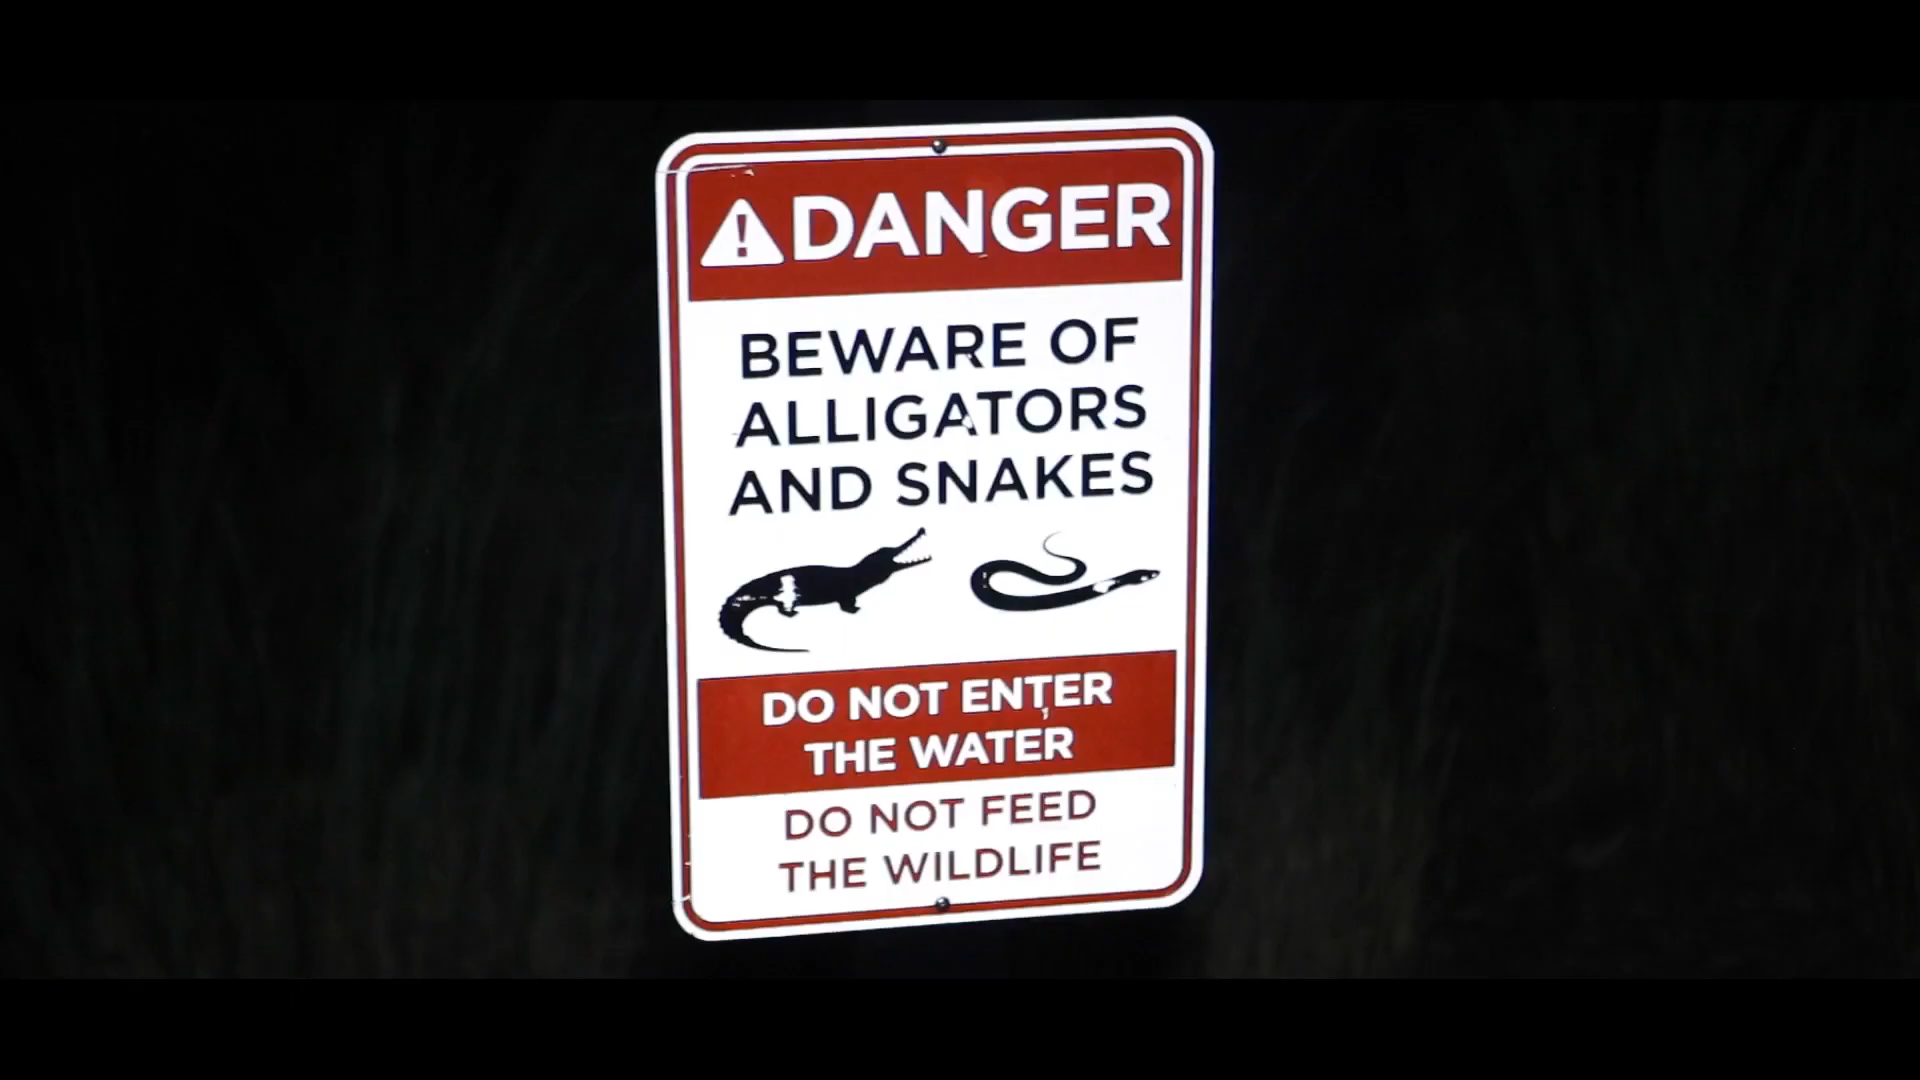 DANGER
BEWARE OF
ALLIGATORS
AND SNAKES
DO NOT ENTER
THE WATER
DO NOT FEED
THE WILDLIFE